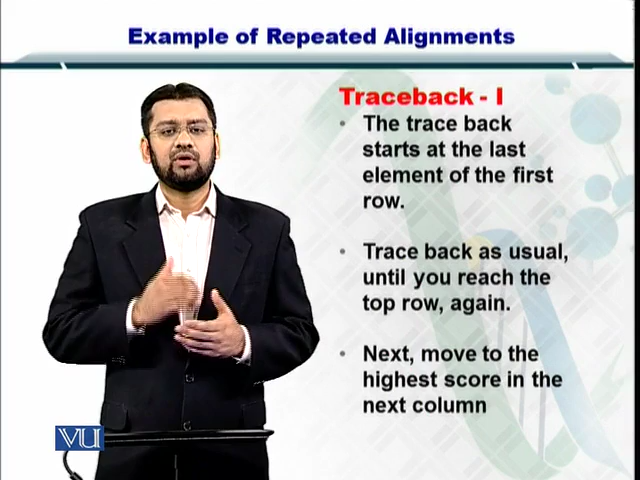 Example of Repeated Alignments
Traceback - I
• The trace back
starts at the last
element of the first
row.
• Trace back as usual,
until you reach the
top row, again.
• Next, move to the
highest score in the
next column
VU